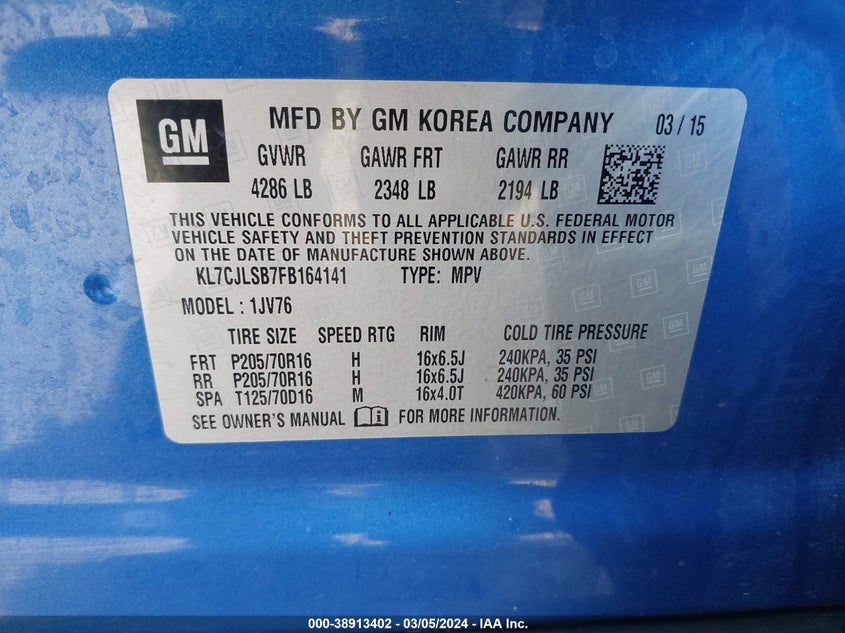 GM
MFD BY GM KOREA COMPANY 03 / 15
GVWR GAWR FRT GAWR RR
4286 LB 2348 LB 2194 LB
THIS VEHICLE CONFORMS TO ALL APPLICABLE U.S. FEDERAL MOTOR
VEHICLE SAFETY AND THEFT PREVENTION STANDARDS IN EFFECT
ON THE DATE OF MANUFACTURE SHOWN ABOVE.
KL7CJLSB7FB164141 TYPE: MPV
MODEL : 1JV76
TIRE SIZE SPEED RTG RIM COLD TIRE PRESSURE
FRT P205/70R16 H 16x6.5J 240KPA, 35 PSI
RR P205/70R16 H 16x6.5J 240KPA, 35 PSI
SPA T125/70D16 M 16x4.0T 420KPA, 60 PSI
SEE OWNER'S MANUAL FOR MORE INFORMATION.
000-38913402 — 03/05/2024 — IAA Inc.